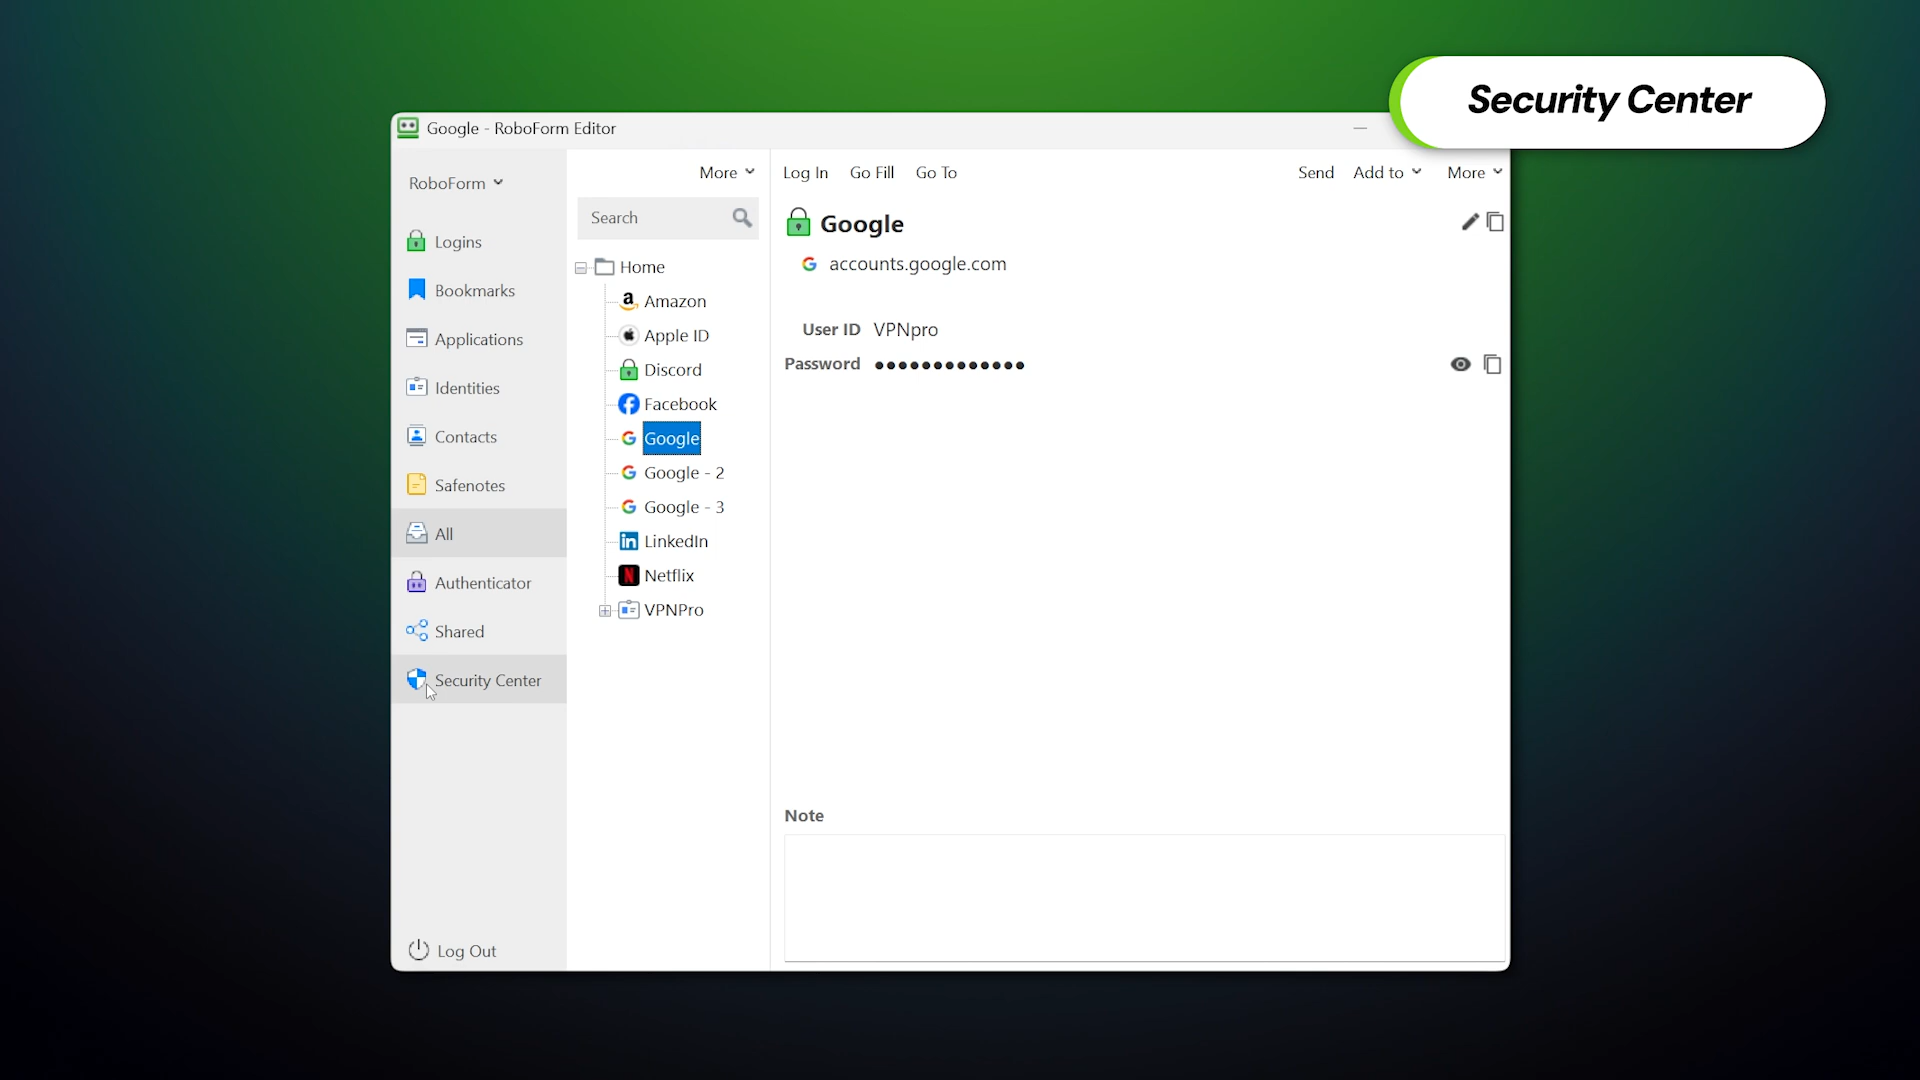 Security Center
Google - RoboForm Editor
RoboForm
Logins
Bookmarks
Applications
Identities
Contacts
Safenotes
All
Authenticator
Shared
Security Center
Log Out
More
Search
Home
Amazon
Apple ID
Discord
Facebook
Google
Google - 2
Google - 3
LinkedIn
Netflix
VPNPro
Log In Go Fill Go To Send Add to More
Google
accounts.google.com
User ID VPNpro
Password •••••••••••••
Note